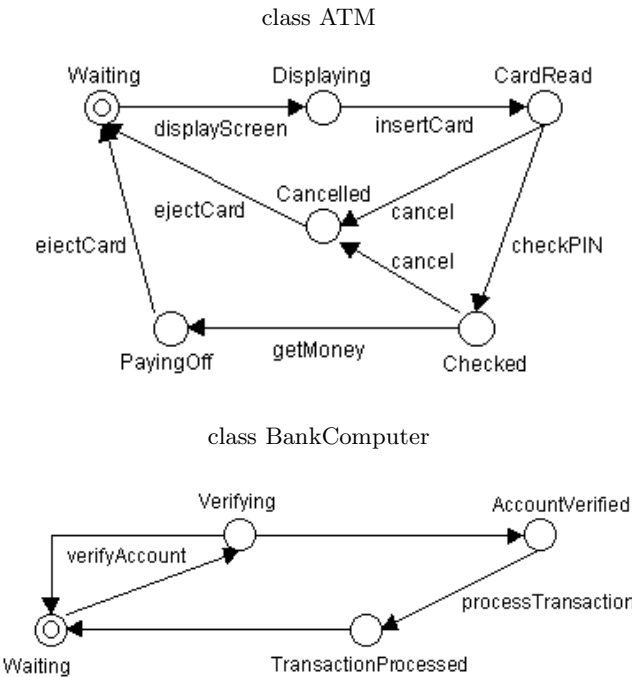 class ATM
Waiting
Displaying
CardRead
displayScreen
insertCard
Cancelled
ejectCard
cancel
eiectCard
cancel
checkPIN
getMoney
PayingOff
Checked
class BankComputer
Verifying
AccountVerified
verifyAccount
processTransaction
Waiting
TransactionProcessed